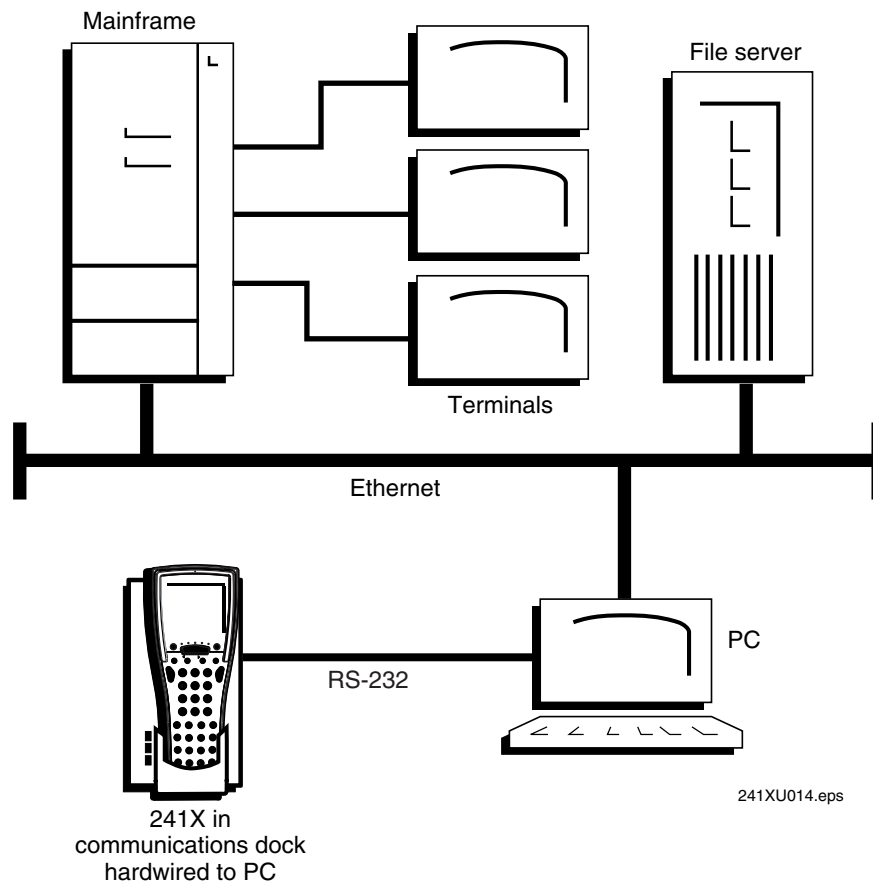 Mainframe
File server
Terminals
Ethernet
PC
RS-232
241XU014.eps
241X in
communications dock
hardwired to PC